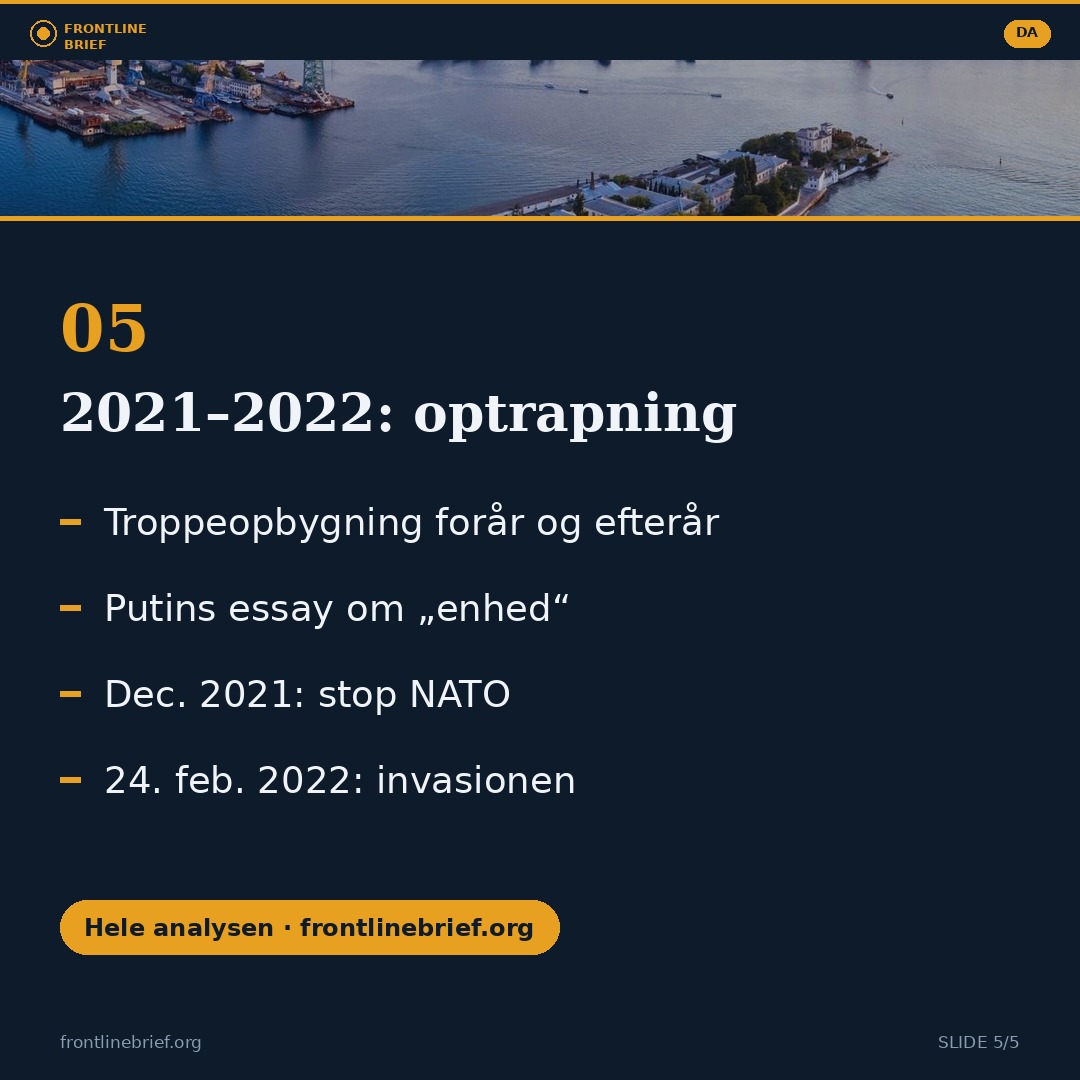 FRONTLINE
BRIEF
DA
05
2021–2022: optrapning
Troppeopbygning forår og efterår
Putins essay om „enhed“
Dec. 2021: stop NATO
24. feb. 2022: invasionen
Hele analysen · frontlinebrief.org
frontlinebrief.org
SLIDE 5/5